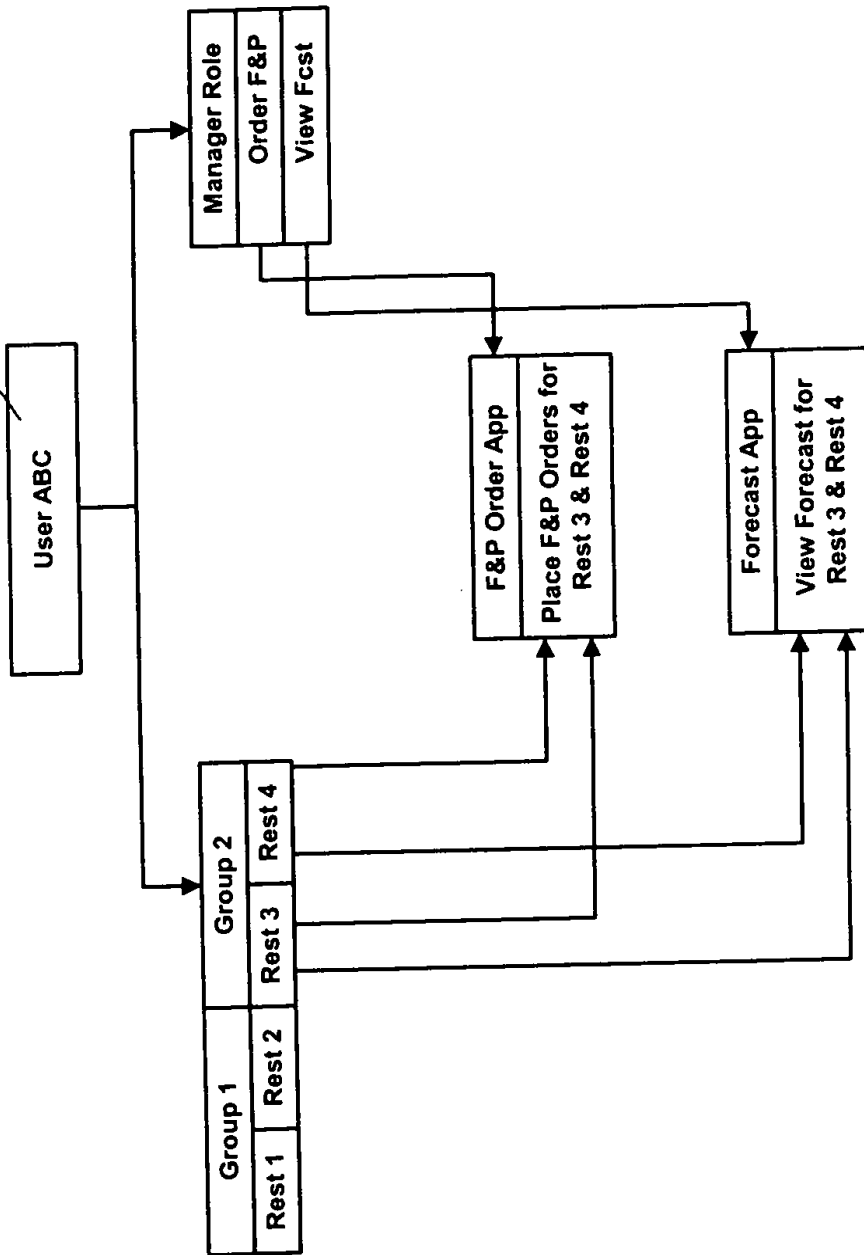 User ABC
Group 1
Group 2
Rest 1
Rest 2
Rest 3
Rest 4
Manager Role
Order F&P
View Fcst
F&P Order App
Place F&P Orders for
Rest 3 & Rest 4
Forecast App
View Forecast for
Rest 3 & Rest 4